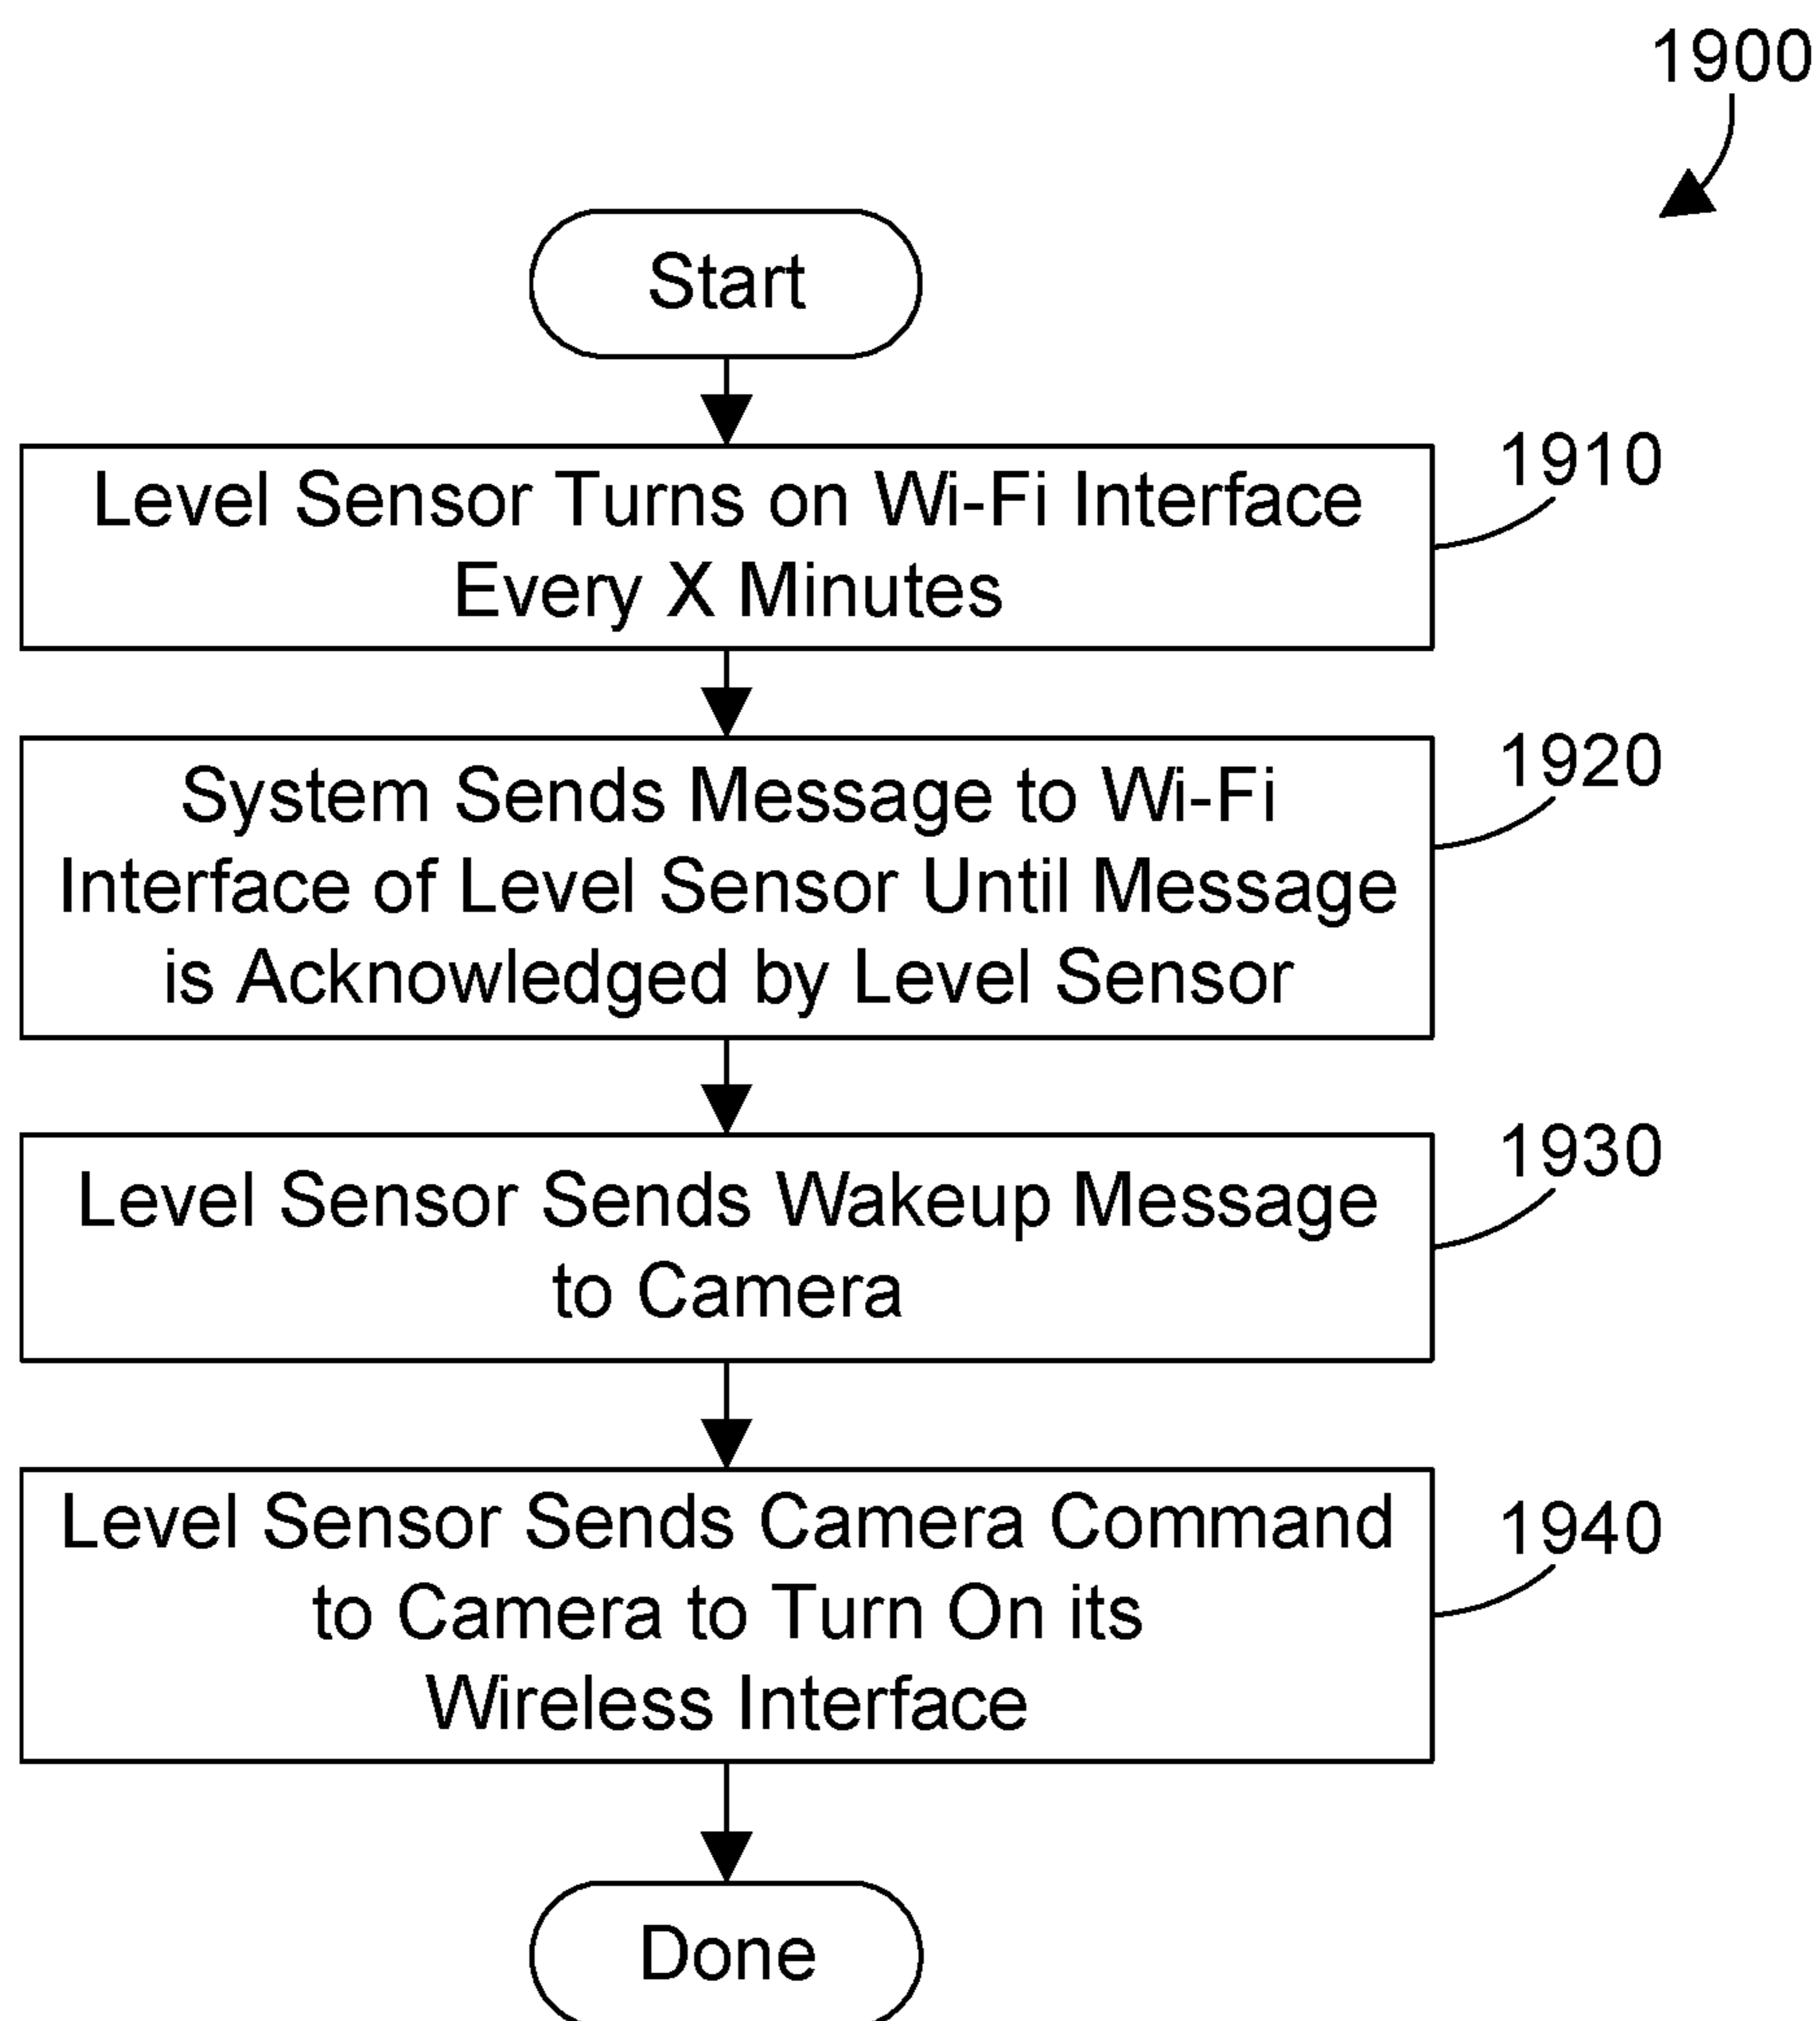 1900
Start
1910
Level Sensor Turns on Wi-Fi Interface
Every X Minutes
1920
System Sends Message to Wi-Fi
Interface of Level Sensor Until Message
is Acknowledged by Level Sensor
1930
Level Sensor Sends Wakeup Message
to Camera
1940
Level Sensor Sends Camera Command
to Camera to Turn On its
Wireless Interface
Done